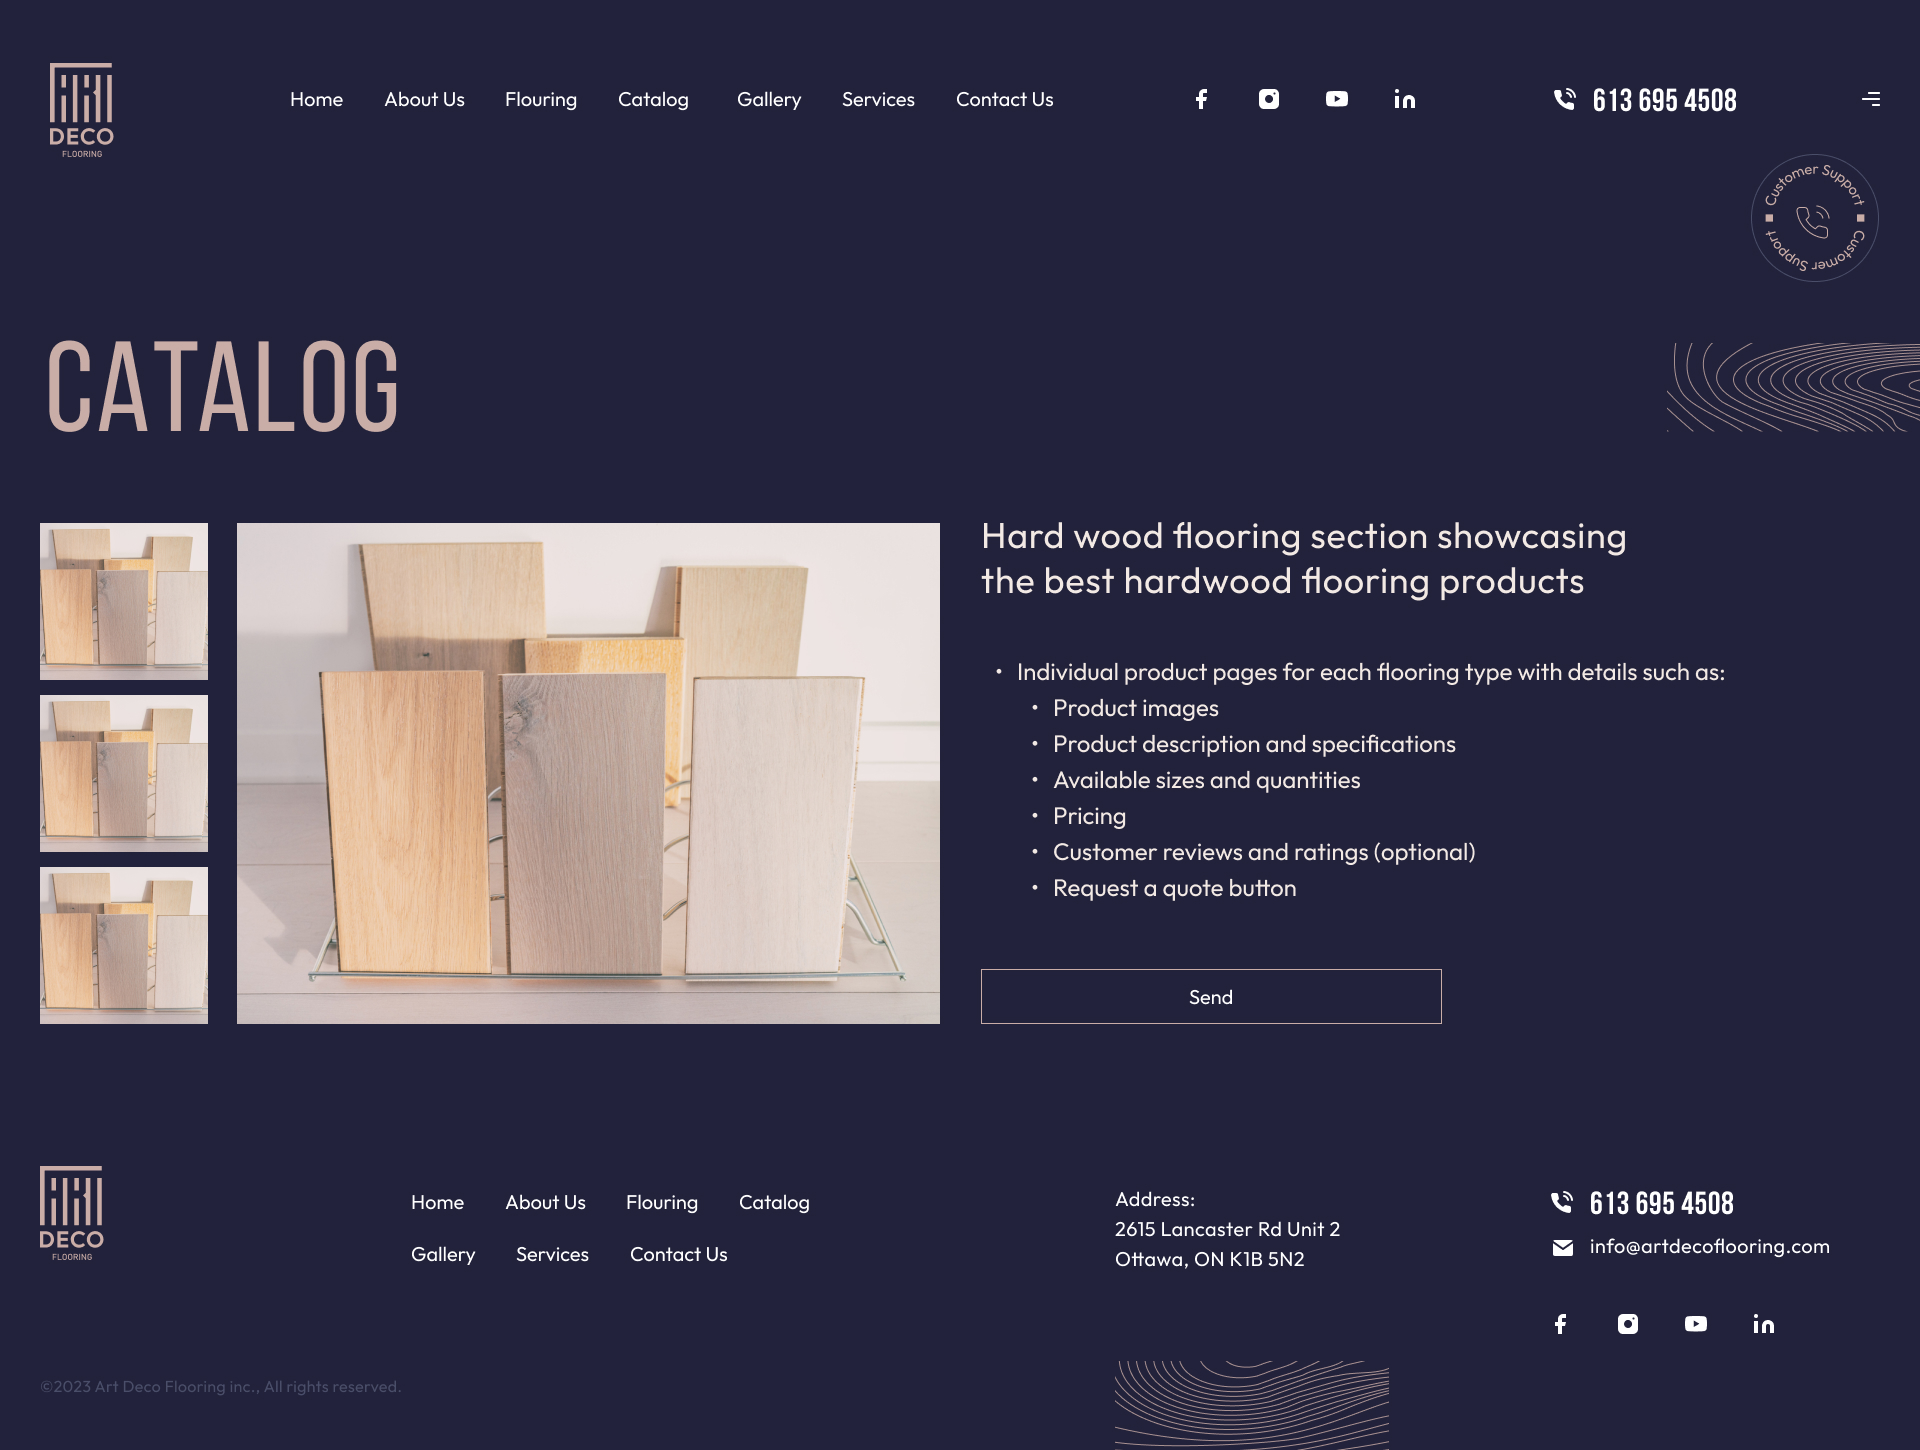 ART
DECO
FLOORING
Home About Us Flouring Catalog Gallery Services Contact Us
613 695 4508
Customer Support
Customer Support
CATALOG
Hard wood flooring section showcasing
the best hardwood flooring products
• Individual product pages for each flooring type with details such as:
• Product images
• Product description and specifications
• Available sizes and quantities
• Pricing
• Customer reviews and ratings (optional)
• Request a quote button
Send
ART
DECO
FLOORING
Home About Us Flouring Catalog
Gallery Services Contact Us
Address:
2615 Lancaster Rd Unit 2
Ottawa, ON K1B 5N2
613 695 4508
info@artdecoflooring.com
©2023 Art Deco Flooring inc., All rights reserved.